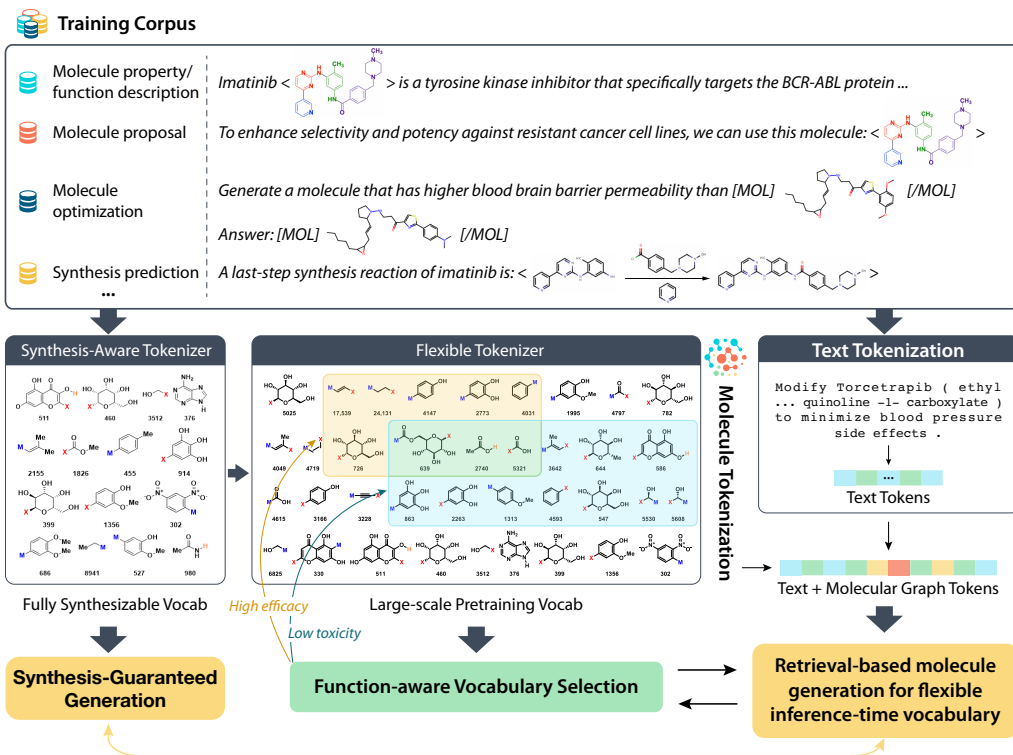 Training Corpus
Molecule property/
function description
Imatinib < > is a tyrosine kinase inhibitor that specifically targets the BCR-ABL protein ...
Molecule proposal
To enhance selectivity and potency against resistant cancer cell lines, we can use this molecule: < >
Molecule
optimization
Generate a molecule that has higher blood brain barrier permeability than [MOL] [/MOL]
Answer: [MOL] [/MOL]
Synthesis prediction
A last-step synthesis reaction of imatinib is: < >
...
Synthesis-Aware Tokenizer
511 460 3512 376
2155 1826 455 914
399 1356 302
686 8941 527 980
Fully Synthesizable Vocab
Synthesis-Guaranteed
Generation
Flexible Tokenizer
5025 17,539 24,131 4147 2773 4031 1995 4797 782
4049 4719 726 639 2740 5321 3642 644 586
4615 3166 3228 863 2263 1313 4593 547 5530 5608
6825 330 511 460 3512 376 399 1356 302
High efficacy
Low toxicity
Large-scale Pretraining Vocab
Function-aware Vocabulary Selection
Molecule Tokenization
Text Tokenization
Modify Torcetrapib ( ethyl
... quinoline -1- carboxylate )
to minimize blood pressure
side effects .
...
Text Tokens
Text + Molecular Graph Tokens
Retrieval-based molecule
generation for flexible
inference-time vocabulary